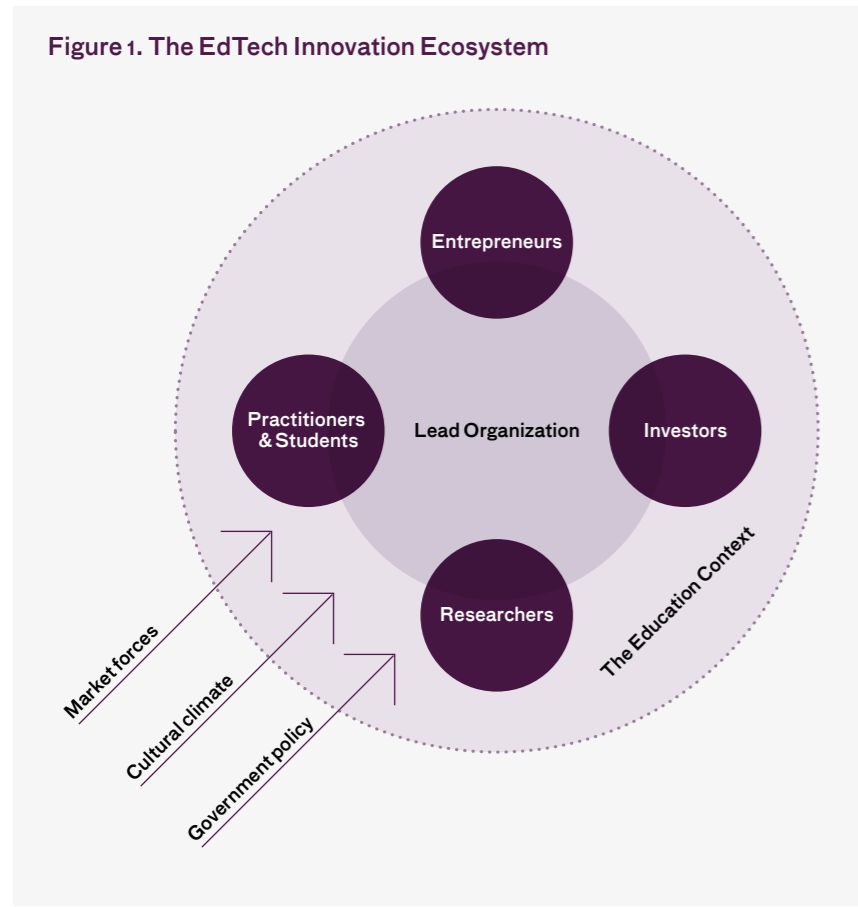 Figure 1. The EdTech Innovation Ecosystem
Entrepreneurs
Practitioners
& Students
Lead Organization
Investors
Researchers
The Education Context
Market forces
Cultural climate
Government policy